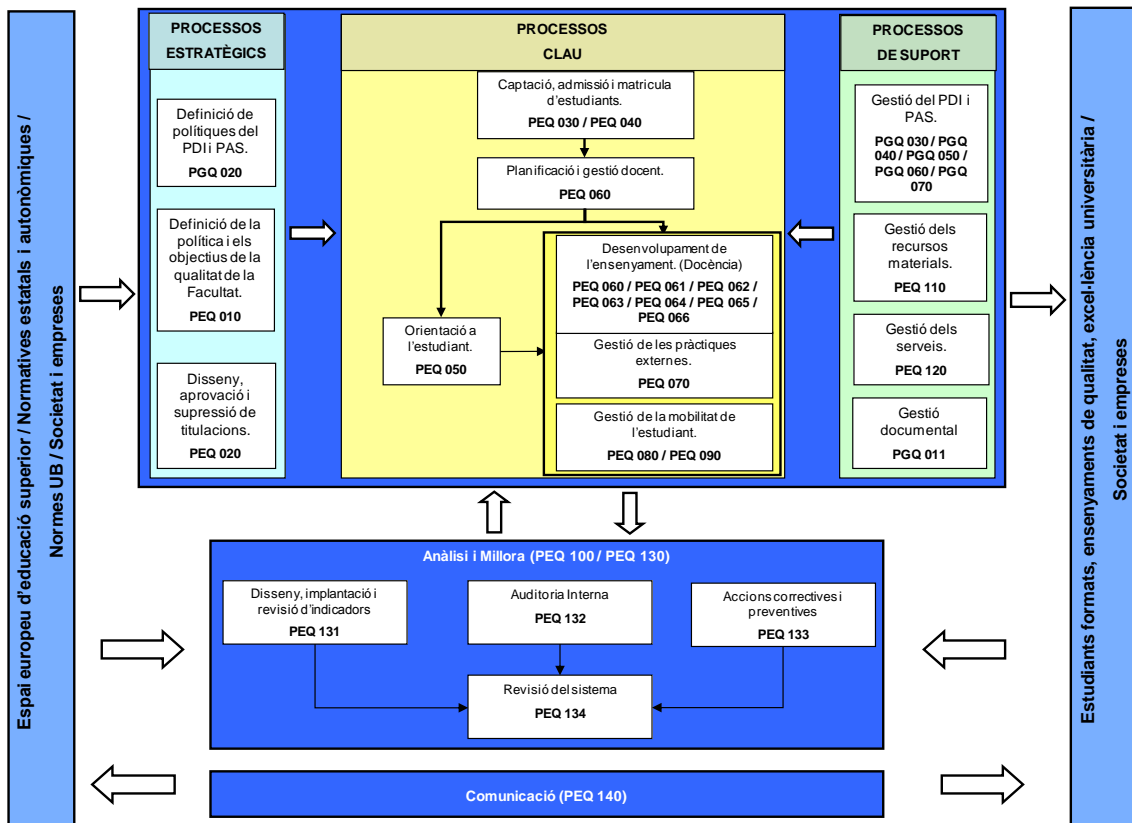 Espai europeu d'educació superior / Normatives estatals i autonòmiques /
Normes UB / Societat i empreses
PROCESSOS
ESTRATÈGICS
Definició de
polítiques del
PDI i PAS.
PGQ 020
Definició de la
política i els
objectius de la
qualitat de la
Facultat.
PEQ 010
Disseny,
aprovació i
supressió de
titulacions.
PEQ 020
PROCESSOS
CLAU
Captació, admissió i matricula
d'estudiants.
PEQ 030 / PEQ 040
Planificació i gestió docent.
PEQ 060
Desenvolupament de
l'ensenyament. (Docència)
PEQ 060 / PEQ 061 / PEQ 062 /
PEQ 063 / PEQ 064 / PEQ 065 /
PEQ 066
Orientació a
l'estudiant.
PEQ 050
Gestió de les pràctiques
externes.
PEQ 070
Gestió de la mobilitat de
l'estudiant.
PEQ 080 / PEQ 090
PROCESSOS
DE SUPORT
Gestió del PDI i
PAS.
PGQ 030 / PGQ
040 / PGQ 050 /
PGQ 060 / PGQ
070
Gestió dels
recursos
materials.
PEQ 110
Gestió dels
serveis.
PEQ 120
Gestió
documental
PGQ 011
Anàlisi i Millora (PEQ 100 / PEQ 130)
Disseny, implantació i
revisió d'indicadors
PEQ 131
Auditoria Interna
PEQ 132
Accions correctives i
preventives
PEQ 133
Revisió del sistema
PEQ 134
Comunicació (PEQ 140)
Estudiants formats, ensenyaments de qualitat, excel·lència universitària /
Societat i empreses